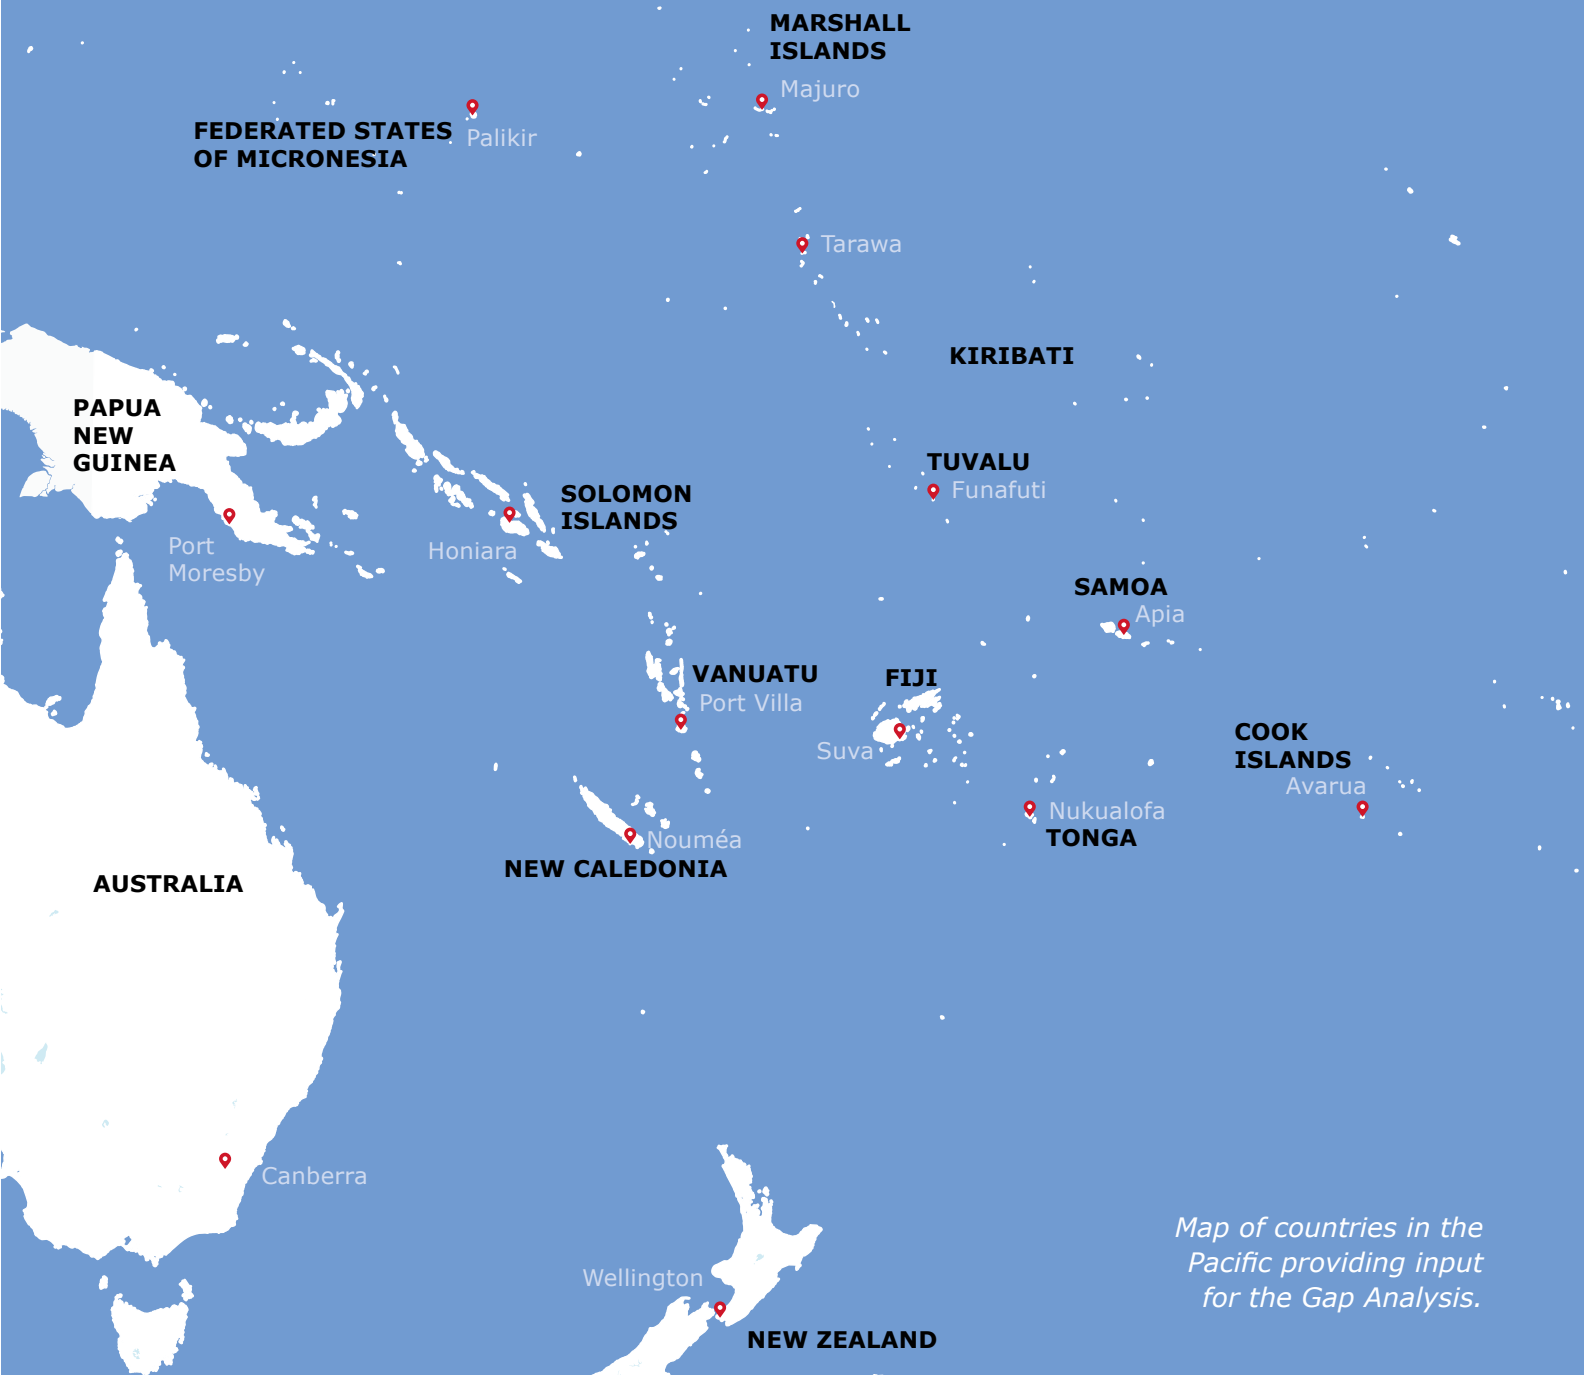 MARSHALL
ISLANDS
Majuro
FEDERATED STATES
OF MICRONESIA
Palikir
Tarawa
KIRIBATI
PAPUA
NEW
GUINEA
TUVALU
Funafuti
SOLOMON
ISLANDS
Honiara
Port
Moresby
SAMOA
Apia
VANUATU
Port Villa
FIJI
Suva
COOK
ISLANDS
Avarua
Nukualofa
TONGA
Nouméa
NEW CALEDONIA
AUSTRALIA
Canberra
Wellington
NEW ZEALAND
Map of countries in the
Pacific providing input
for the Gap Analysis.